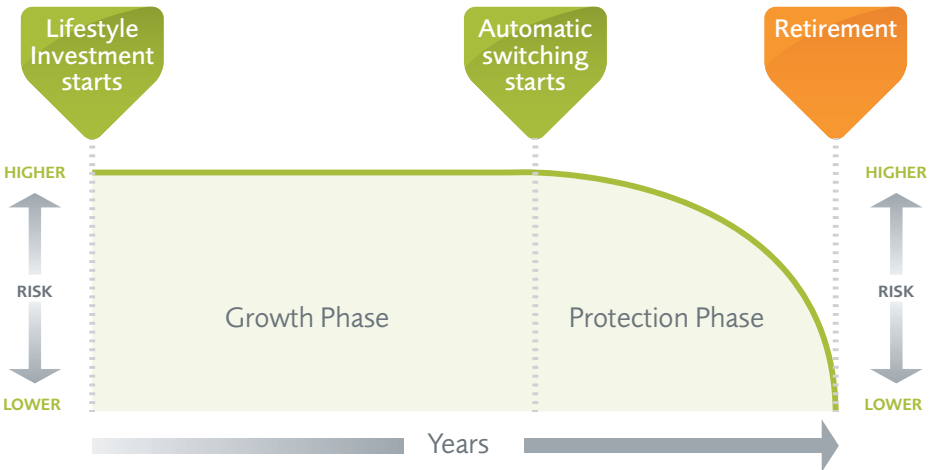 Lifestyle
Investment
starts
Automatic
switching
starts
Retirement
HIGHER
HIGHER
RISK
RISK
Growth Phase
Protection Phase
LOWER
LOWER
Years